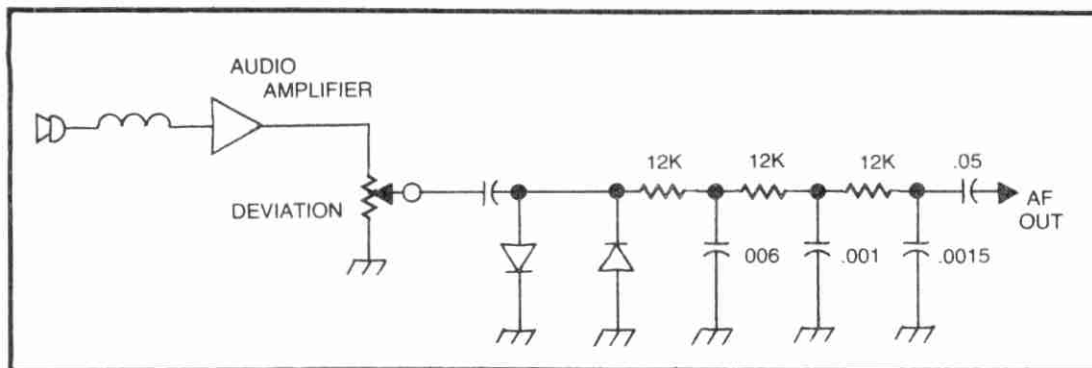 AUDIO
AMPLIFIER
DEVIATION
12K
12K
12K
.05
AF
OUT
.006
.001
.0015